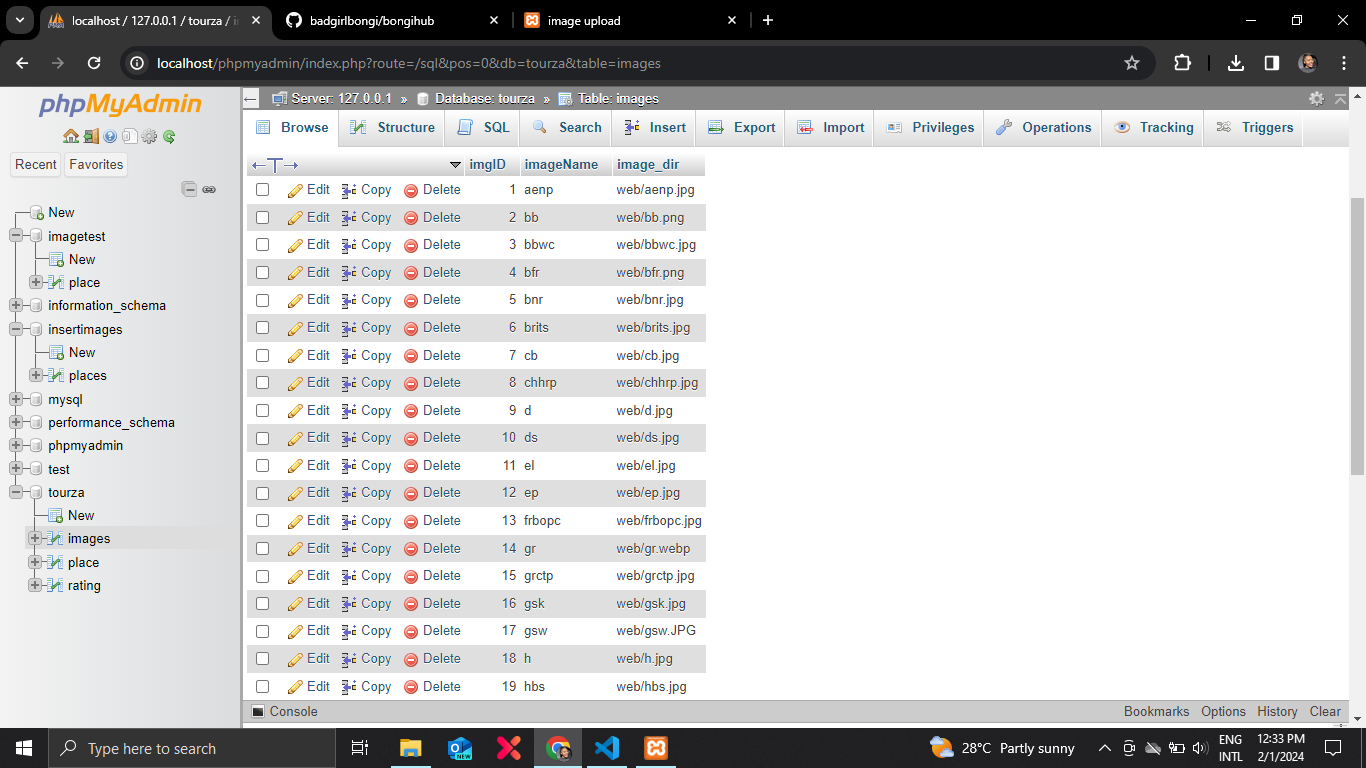 localhost / 127.0.0.1 / tourza / i
badgirlbongi/bongihub
image upload
localhost/phpmyadmin/index.php?route=/sql&pos=0&db=tourza&table=images
phpMyAdmin
Recent Favorites
New
imagetest
New
place
information_schema
insertimages
New
places
mysql
performance_schema
phpmyadmin
test
tourza
New
images
place
rating
Server: 127.0.0.1 » Database: tourza » Table: images
Browse Structure SQL Search Insert Export Import Privileges Operations Tracking Triggers
imgID imageName image_dir
Edit Copy Delete 1 aenp web/aenp.jpg
Edit Copy Delete 2 bb web/bb.png
Edit Copy Delete 3 bbwc web/bbwc.jpg
Edit Copy Delete 4 bfr web/bfr.png
Edit Copy Delete 5 bnr web/bnr.jpg
Edit Copy Delete 6 brits web/brits.jpg
Edit Copy Delete 7 cb web/cb.jpg
Edit Copy Delete 8 chhrp web/chhrp.jpg
Edit Copy Delete 9 d web/d.jpg
Edit Copy Delete 10 ds web/ds.jpg
Edit Copy Delete 11 el web/el.jpg
Edit Copy Delete 12 ep web/ep.jpg
Edit Copy Delete 13 frbopc web/frbopc.jpg
Edit Copy Delete 14 gr web/gr.webp
Edit Copy Delete 15 grctp web/grctp.jpg
Edit Copy Delete 16 gsk web/gsk.jpg
Edit Copy Delete 17 gsw web/gsw.JPG
Edit Copy Delete 18 h web/h.jpg
Edit Copy Delete 19 hbs web/hbs.jpg
Console Bookmarks Options History Clear
Type here to search
NEW
28°C Partly sunny
ENG
INTL
12:33 PM
2/1/2024